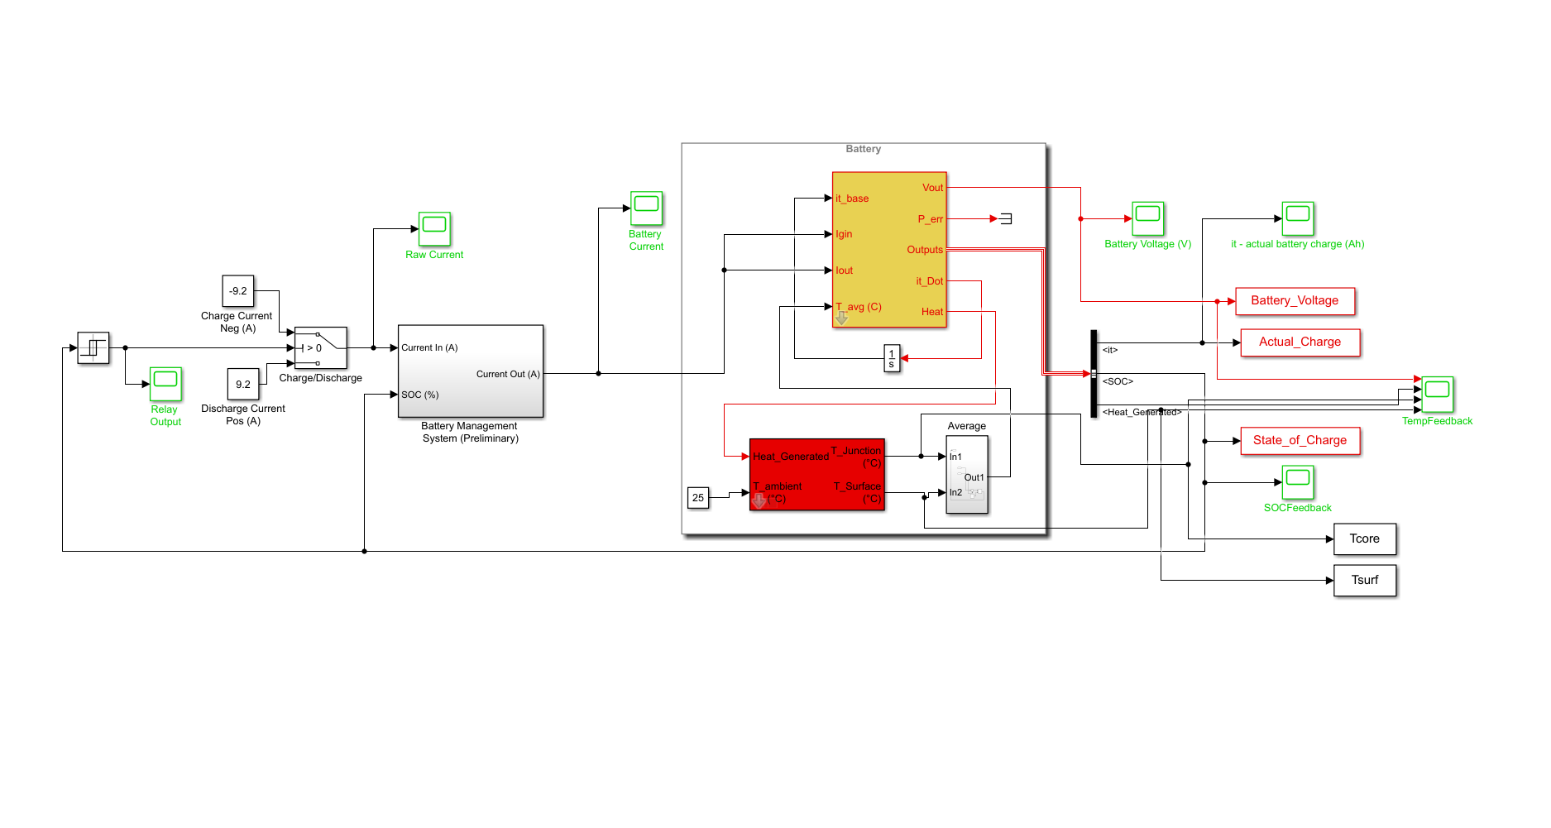 Battery
Vout
it_base
P_err
Igin
Outputs
Iout
it_Dot
T_avg (C)
Heat
1
s
Battery
Current
Raw Current
Battery Voltage (V)
it - actual battery charge (Ah)
-9.2
Charge Current
Neg (A)
> 0
Charge/Discharge
9.2
Discharge Current
Pos (A)
Relay
Output
Current In (A)
Current Out (A)
SOC (%)
Battery Management
System (Preliminary)
Battery_Voltage
Actual_Charge
<it>
<SOC>
<Heat_Generated>
TempFeedback
State_of_Charge
SOCFeedback
Average
In1
Out1
In2
Heat_Generated
T_Junction
(°C)
T_ambient
(°C)
T_Surface
(°C)
25
Tcore
Tsurf